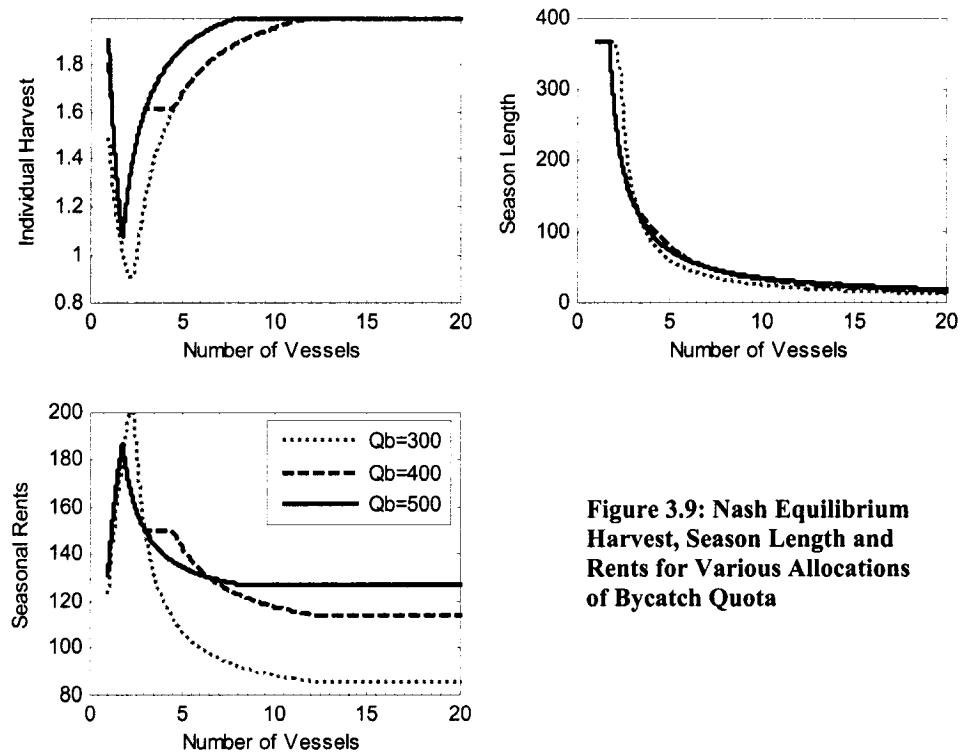 Individual Harvest
1.8
1.6
1.4
1.2
1
0.8
0 5 10 15 20
Number of Vessels
Season Length
400
300
200
100
0
0 5 10 15 20
Number of Vessels
Seasonal Rents
200
180
160
140
120
100
80
0 5 10 15 20
Number of Vessels
Qb=300
Qb=400
Qb=500
Figure 3.9: Nash Equilibrium
Harvest, Season Length and
Rents for Various Allocations
of Bycatch Quota